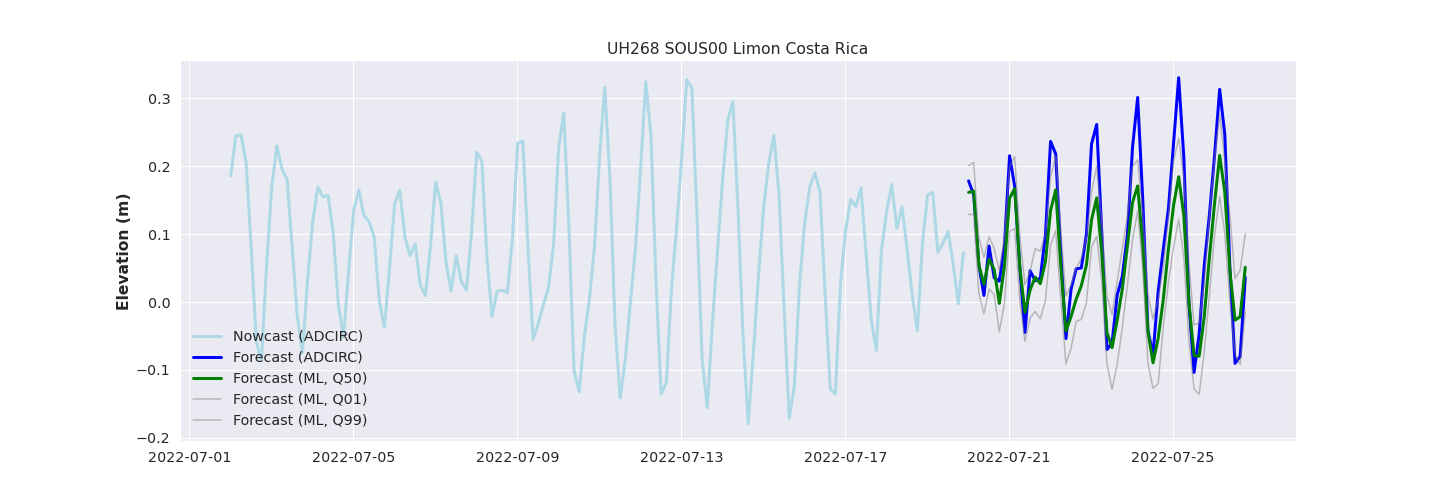 UH268 SOUS00 Limon Costa Rica
Elevation (m)
0.3
0.2
0.1
0.0
−0.1
−0.2
Nowcast (ADCIRC)
Forecast (ADCIRC)
Forecast (ML, Q50)
Forecast (ML, Q01)
Forecast (ML, Q99)
2022-07-01 2022-07-05 2022-07-09 2022-07-13 2022-07-17 2022-07-21 2022-07-25